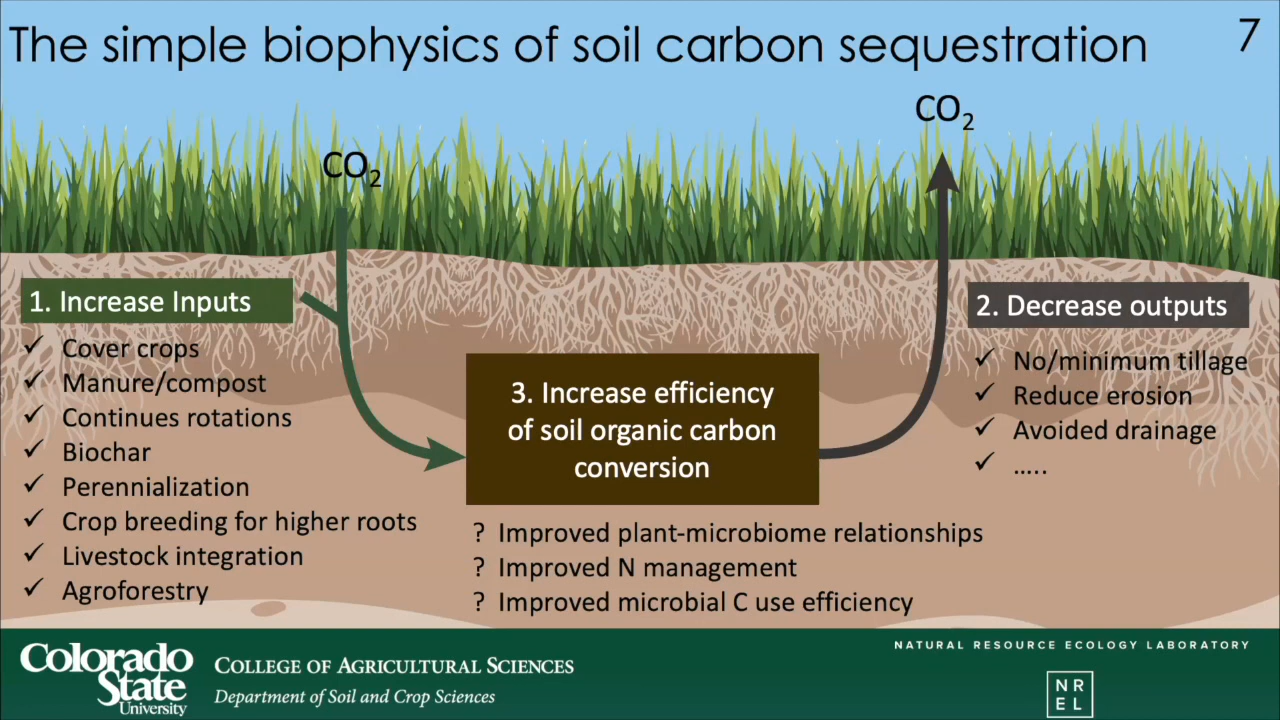 The simple biophysics of soil carbon sequestration
7
CO₂
CO₂
1. Increase Inputs
✓ Cover crops
✓ Manure/compost
✓ Continues rotations
✓ Biochar
✓ Perennialization
✓ Crop breeding for higher roots
✓ Livestock integration
✓ Agroforestry
3. Increase efficiency
of soil organic carbon
conversion
? Improved plant-microbiome relationships
? Improved N management
? Improved microbial C use efficiency
2. Decrease outputs
✓ No/minimum tillage
✓ Reduce erosion
✓ Avoided drainage
✓ .....
Colorado
State
University
COLLEGE OF AGRICULTURAL SCIENCES
Department of Soil and Crop Sciences
NATURAL RESOURCE ECOLOGY LABORATORY
NR
EL